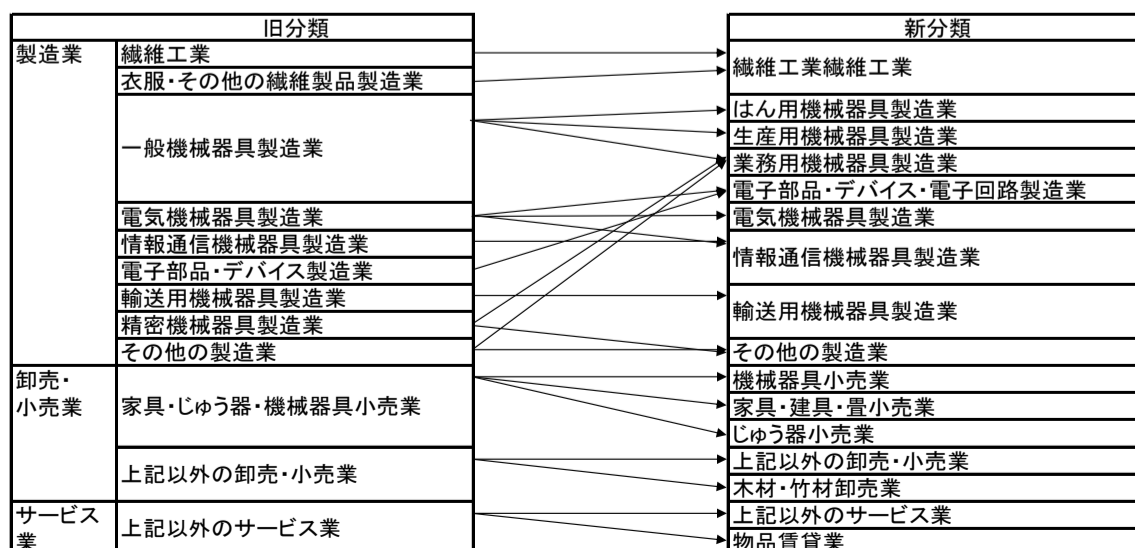 旧分類
製造業
繊維工業
衣服・その他の繊維製品製造業
一般機械器具製造業
電気機械器具製造業
情報通信機械器具製造業
電子部品・デバイス製造業
輸送用機械器具製造業
精密機械器具製造業
その他の製造業
卸売・
小売業
家具・じゅう器・機械器具小売業
上記以外の卸売・小売業
サービス
業
上記以外のサービス業
新分類
繊維工業繊維工業
はん用機械器具製造業
生産用機械器具製造業
業務用機械器具製造業
電子部品・デバイス・電子回路製造業
電気機械器具製造業
情報通信機械器具製造業
輸送用機械器具製造業
その他の製造業
機械器具小売業
家具・建具・畳小売業
じゅう器小売業
上記以外の卸売・小売業
木材・竹材卸売業
上記以外のサービス業
物品賃貸業